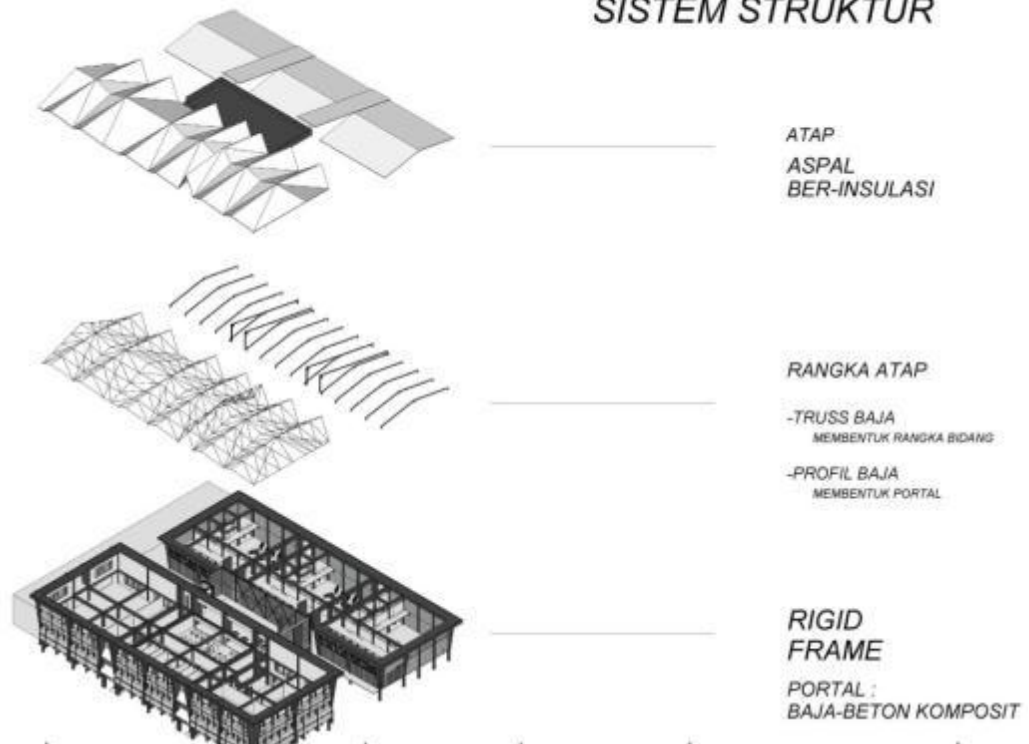 SISTEM STRUKTUR
ATAP
ASPAL
BER-INSULASI
RANGKA ATAP
-TRUSS BAJA
MEMBENTUK RANGKA BIDANG
-PROFIL BAJA
MEMBENTUK PORTAL
RIGID
FRAME
PORTAL :
BAJA-BETON KOMPOSIT